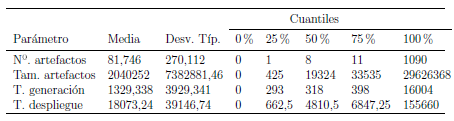 Cuantiles
Parámetro Media Desv. Típ. 0 % 25 % 50 % 75 % 100 %
Nº. artefactos 81,746 270,112 0 1 8 11 1090
Tam. artefactos 2040252 7382881,46 0 425 19324 33535 29626368
T. generación 1329,338 3929,341 0 293 318 398 16004
T. despliegue 18073,24 39146,74 0 662,5 4810,5 6847,25 155660